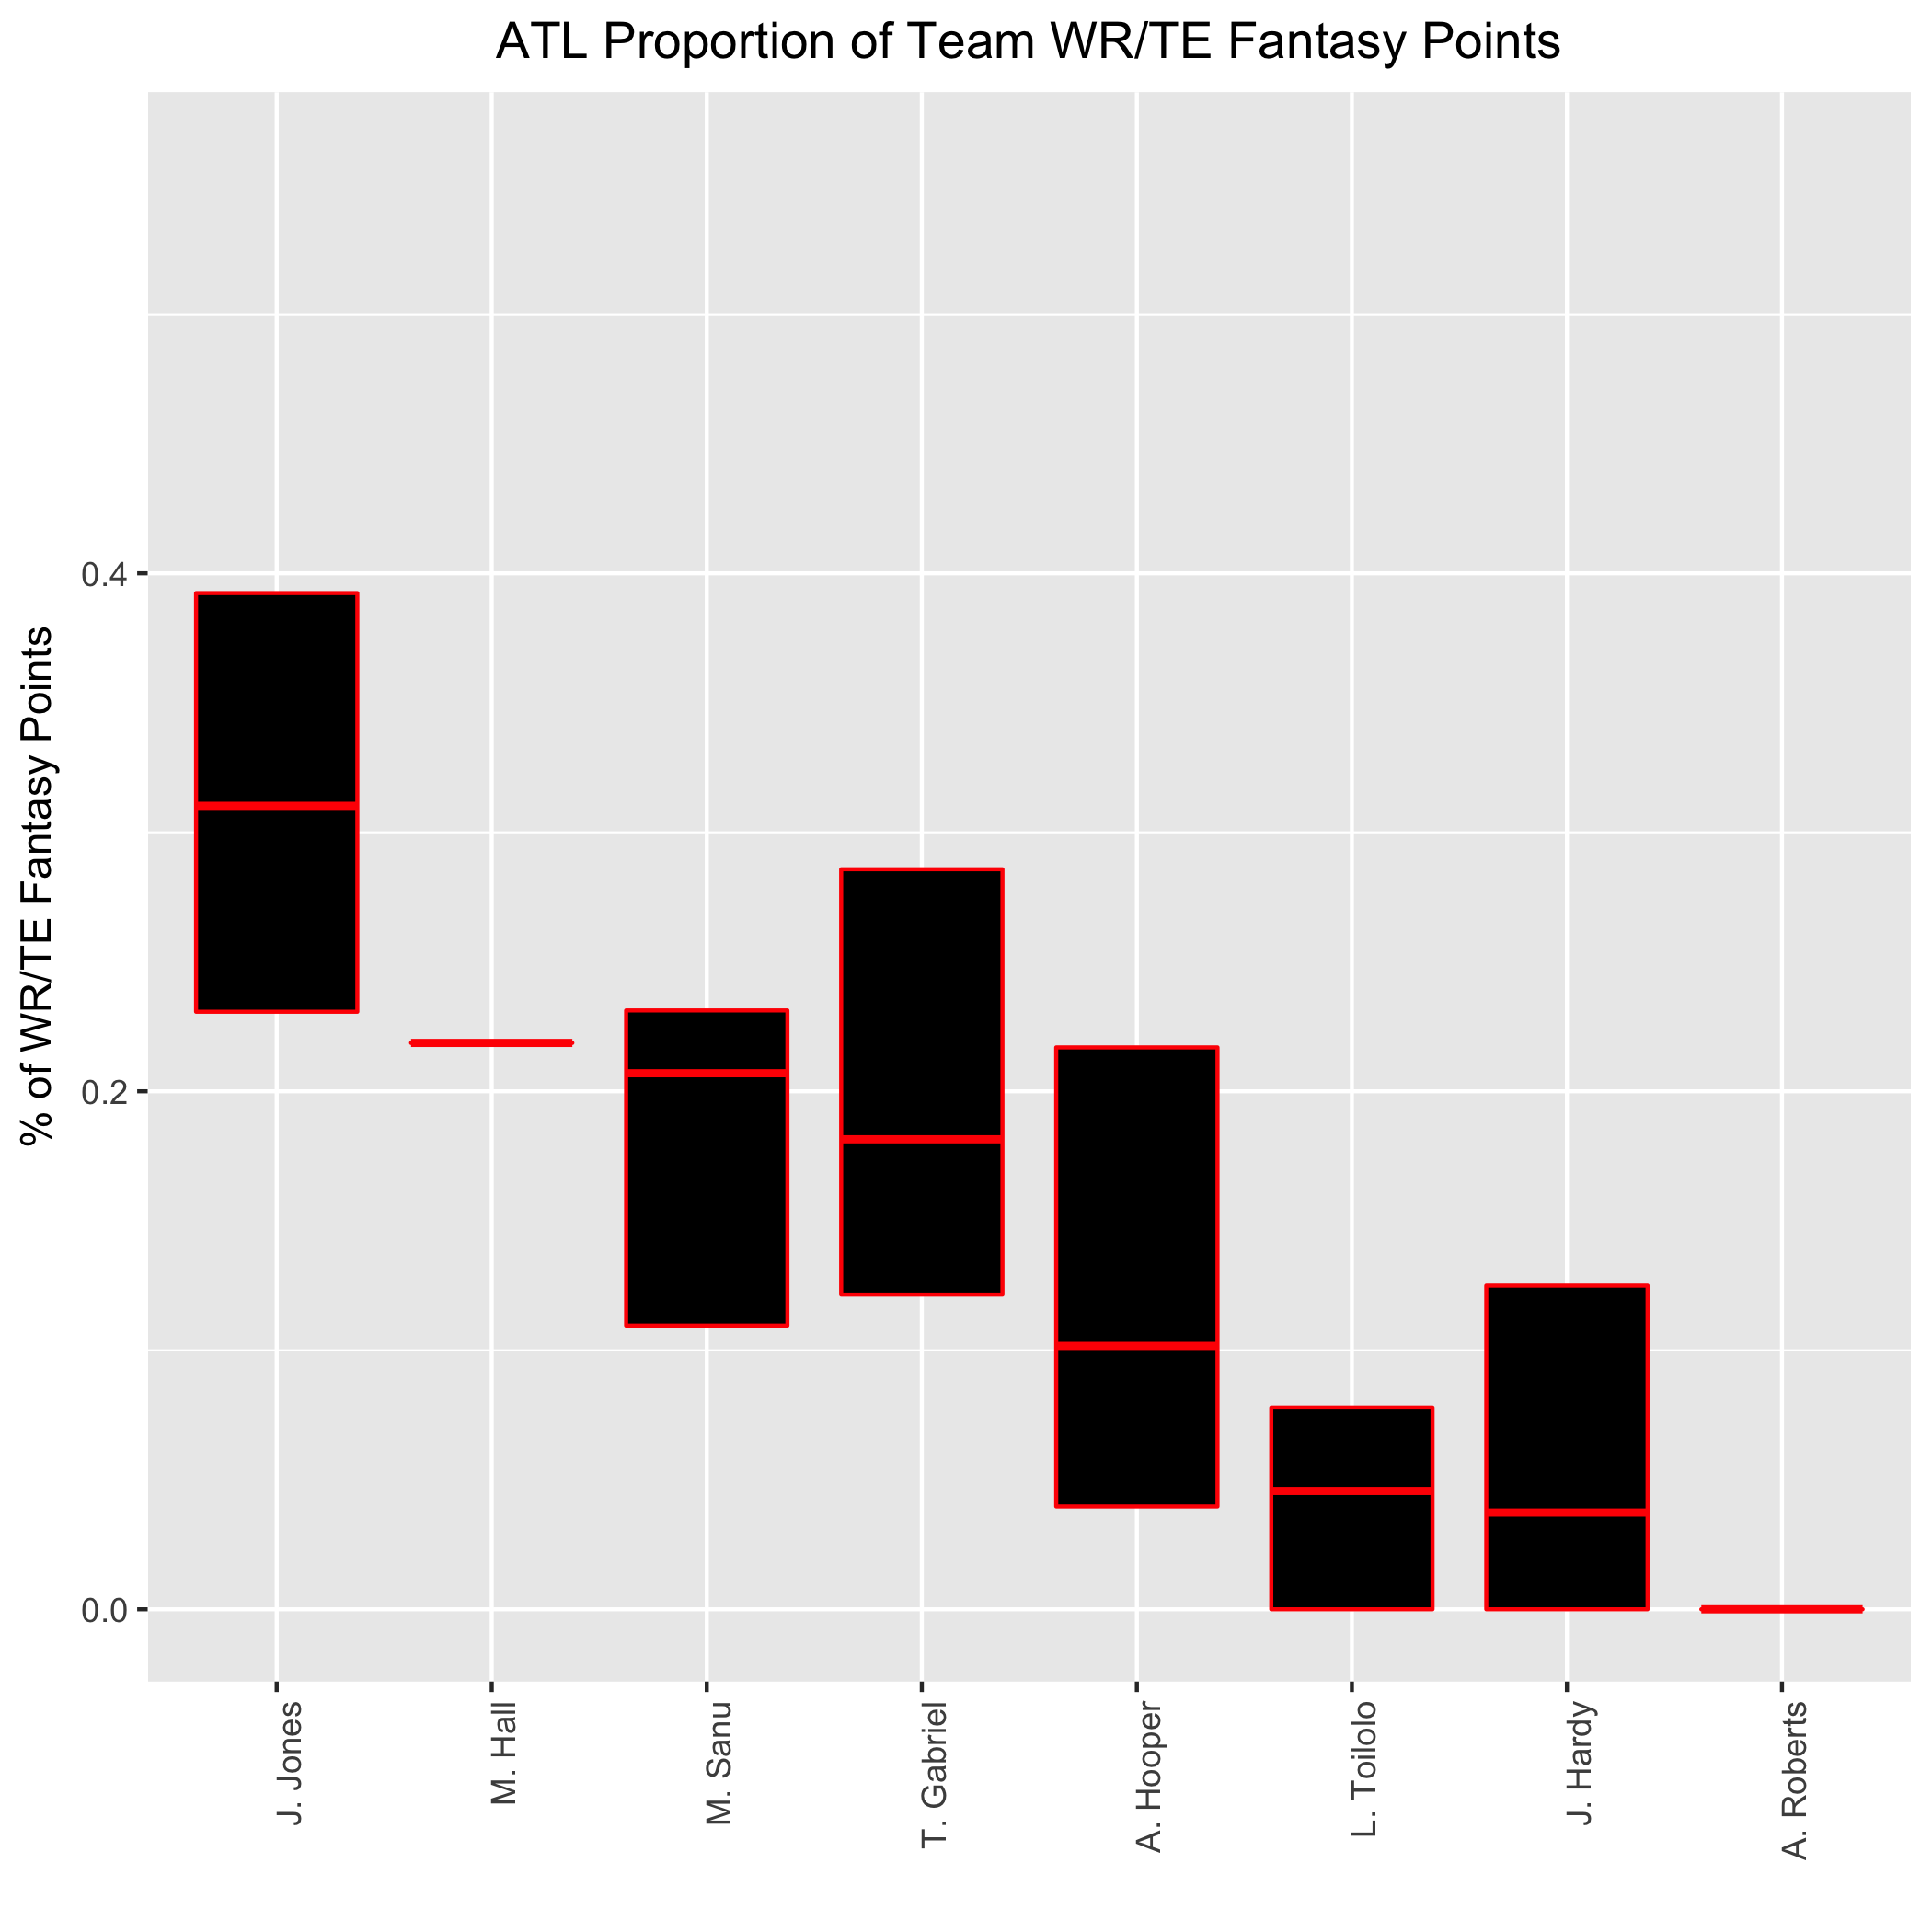 ATL Proportion of Team WR/TE Fantasy Points
% of WR/TE Fantasy Points
0.4
0.2
0.0
J. Jones
M. Hall
M. Sanu
T. Gabriel
A. Hooper
L. Toilolo
J. Hardy
A. Roberts